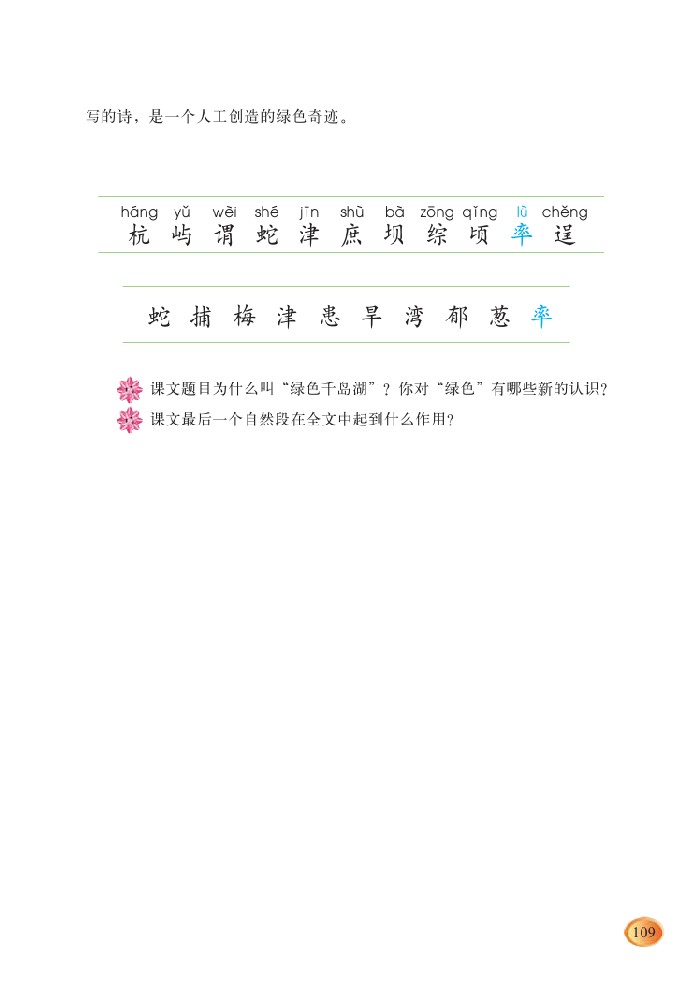 写的诗，是一个人工创造的绿色奇迹。
háng yǔ wèi shé jīn shù bà zōng qǐng lǜ chěng
杭 屿 谓 蛇 津 庶 坝 综 顷 率 逞
蛇 捕 梅 津 患 旱 湾 郁 葱 率
课文题目为什么叫“绿色千岛湖”？你对“绿色”有哪些新的认识？
课文最后一个自然段在全文中起到什么作用？
109